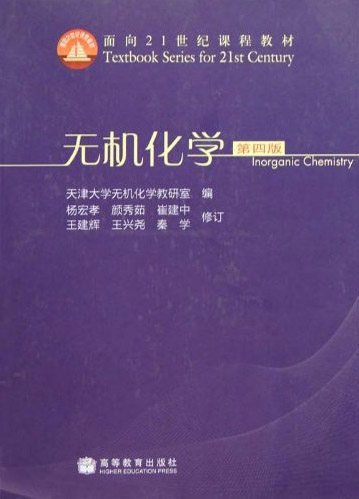 面向21世纪课程教材
Textbook Series for 21st Century
无机化学 第四版
Inorganic Chemistry
天津大学无机化学教研室 编
杨宏孝 颜秀茹 崔建中
王建辉 王兴尧 秦学 修订
高等教育出版社
HIGHER EDUCATION PRESS